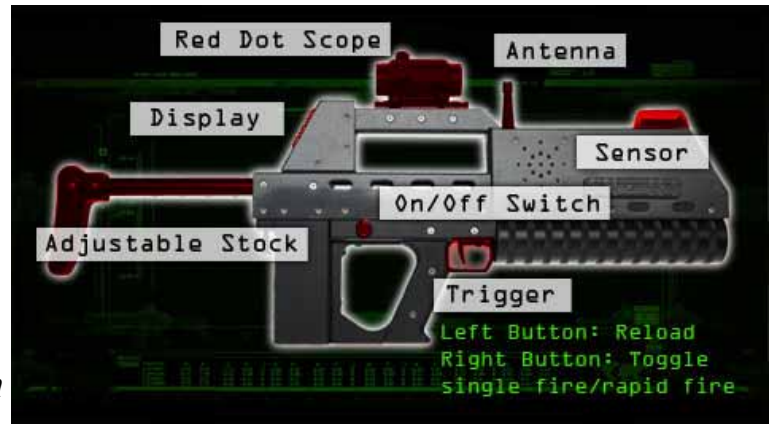 Red Dot Scope
Antenna
Display
Sensor
On/Off Switch
Adjustable Stock
Trigger
Left Button: Reload
Right Button: Toggle
single fire/rapid fire